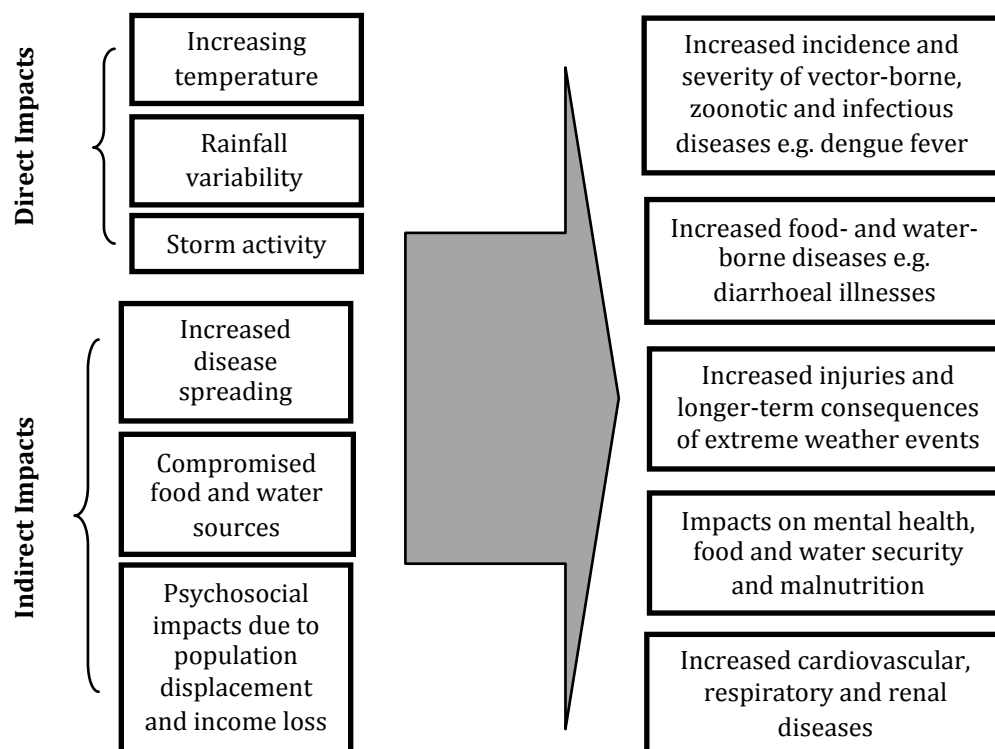 Direct Impacts
Increasing
temperature
Rainfall
variability
Storm activity
Indirect Impacts
Increased
disease
spreading
Compromised
food and water
sources
Psychosocial
impacts due to
population
displacement
and income loss
Increased incidence and
severity of vector-borne,
zoonotic and infectious
diseases e.g. dengue fever
Increased food- and water-
borne diseases e.g.
diarrhoeal illnesses
Increased injuries and
longer-term consequences
of extreme weather events
Impacts on mental health,
food and water security
and malnutrition
Increased cardiovascular,
respiratory and renal
diseases